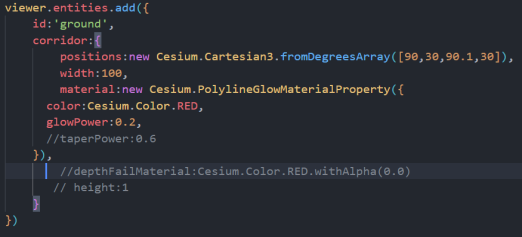 viewer.entities.add({
id:'ground',
corridor:{
positions:new Cesium.Cartesian3.fromDegreesArray([90,30,90.1,30]),
width:100,
material:new Cesium.PolylineGlowMaterialProperty({
color:Cesium.Color.RED,
glowPower:0.2,
//taperPower:0.6
}),
//depthFailMaterial:Cesium.Color.RED.withAlpha(0.0)
// height:1
}
})